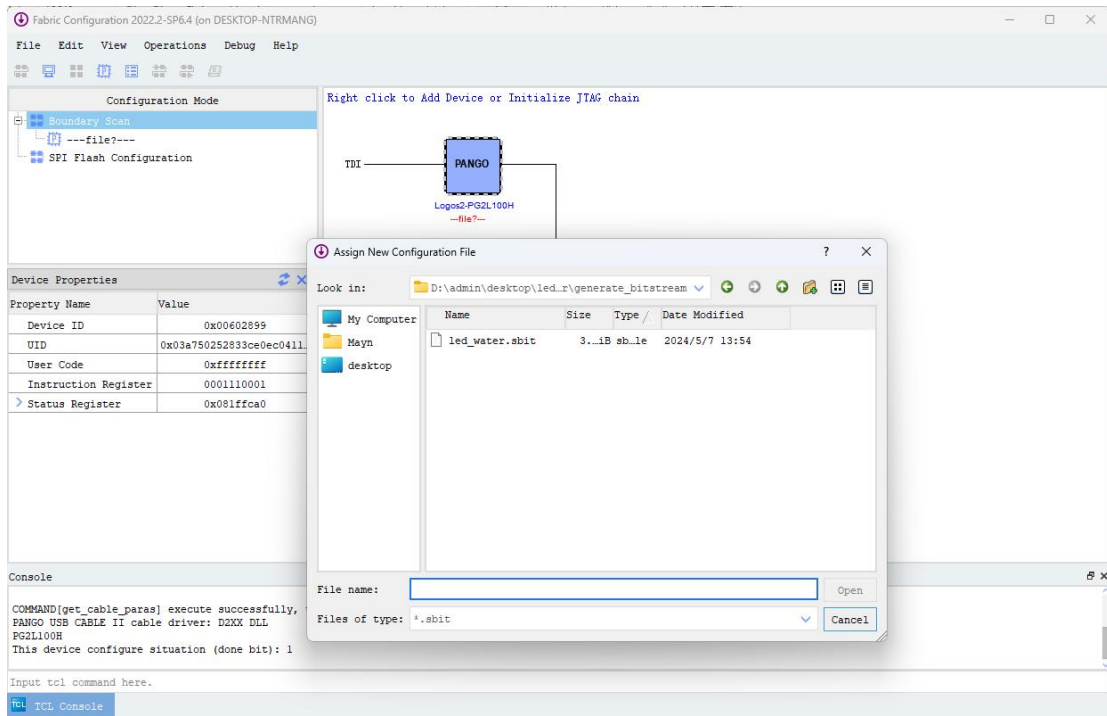 Fabric Configuration 2022.2-SP6.4 (on DESKTOP-NTRMANG)
File Edit View Operations Debug Help
Configuration Mode
Boundary Scan
---file?---
SPI Flash Configuration
Right click to Add Device or Initialize JTAG chain
TDI
PANGO
Logos2-PG2L100H
---file?---
Device Properties
Property Name Value
Device ID 0x00602899
UID 0x03a750252833ce0ec0411...
User Code 0xffffffff
Instruction Register 0001110001
Status Register 0x081ffca0
Assign New Configuration File
Look in: D:\admin\desktop\led…r\generate_bitstream
My Computer
Mayn
desktop
Name Size Type Date Modified
led_water.sbit 3.…iB sb…le 2024/5/7 13:54
File name:
Open
Files of type: *.sbit
Cancel
Console
COMMAND[get_cable_paras] execute successfully,
PANGO USB CABLE II cable driver: D2XX DLL
PG2L100H
This device configure situation (done bit): 1
Input tcl command here.
TCL TCL Console